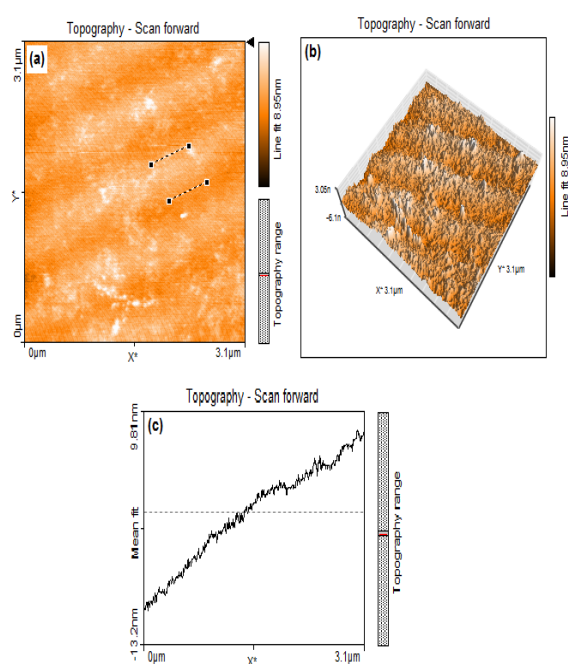 Topography - Scan forward
(a)
3.1µm
Y*
0µm
0µm
X*
3.1µm
Line fit 8.95nm
Topography range
Topography - Scan forward
(b)
3.05n
-6.1n
X* 3.1µm
Y* 3.1µm
Line fit 8.95nm
Topography - Scan forward
(c)
9.81nm
Mean fit
-13.2nm
0µm
X*
3.1µm
Topography range